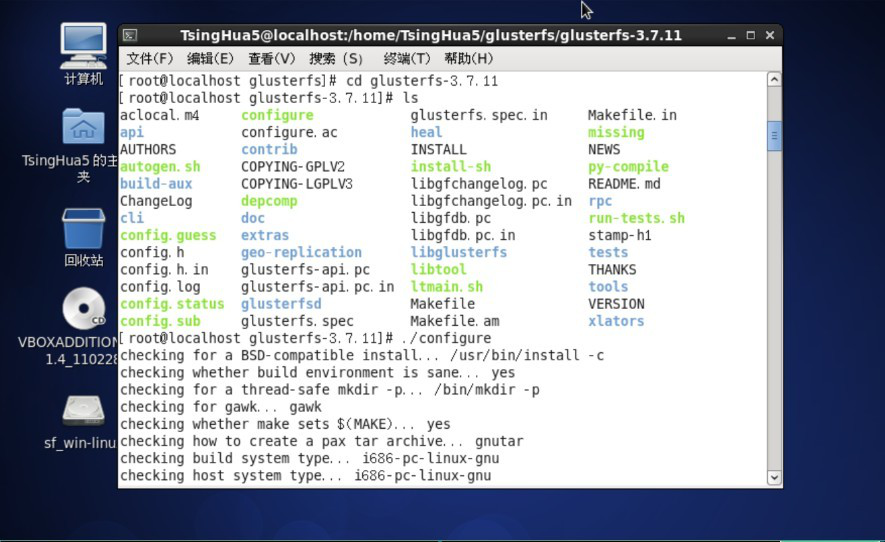 TsingHua5@localhost:/home/TsingHua5/glusterfs/glusterfs-3.7.11
文件(F) 编辑(E) 查看(V) 搜索 (S) 终端(T) 帮助(H)
[root@localhost glusterfs]# cd glusterfs-3.7.11
[root@localhost glusterfs-3.7.11]# ls
aclocal.m4 configure glusterfs.spec.in Makefile.in
api configure.ac heal missing
AUTHORS contrib INSTALL NEWS
autogen.sh COPYING-GPLV2 install-sh py-compile
build-aux COPYING-LGPLV3 libgfchangelog.pc README.md
ChangeLog depcomp libgfchangelog.pc.in rpc
cli doc libgfdb.pc run-tests.sh
config.guess extras libgfdb.pc.in stamp-h1
config.h geo-replication libglusterfs tests
config.h.in glusterfs-api.pc libtool THANKS
config.log glusterfs-api.pc.in ltmain.sh tools
config.status glusterfsd Makefile VERSION
config.sub glusterfs.spec Makefile.am xlators
[root@localhost glusterfs-3.7.11]# ./configure
checking for a BSD-compatible install... /usr/bin/install -c
checking whether build environment is sane... yes
checking for a thread-safe mkdir -p... /bin/mkdir -p
checking for gawk... gawk
checking whether make sets $(MAKE)... yes
checking how to create a pax tar archive... gnutar
checking build system type... i686-pc-linux-gnu
checking host system type... i686-pc-linux-gnu
计算机
TsingHua5 的主
夹
回收站
CD
VBOXADDITION
1.4_110228
sf_win-linu